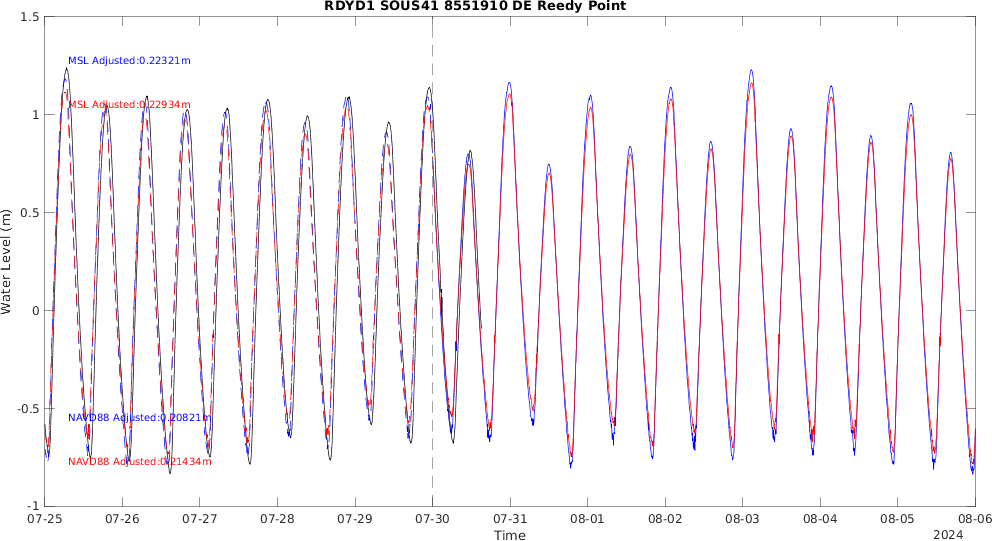 RDYD1 SOUS41 8551910 DE Reedy Point
1.5
MSL Adjusted:0.22321m
MSL Adjusted:0.22934m
1
0.5
Water Level (m)
0
-0.5
NAVD88 Adjusted:0.20821m
NAVD88 Adjusted:0.21434m
-1
07-25 07-26 07-27 07-28 07-29 07-30 07-31 08-01 08-02 08-03 08-04 08-05 08-06
Time
2024